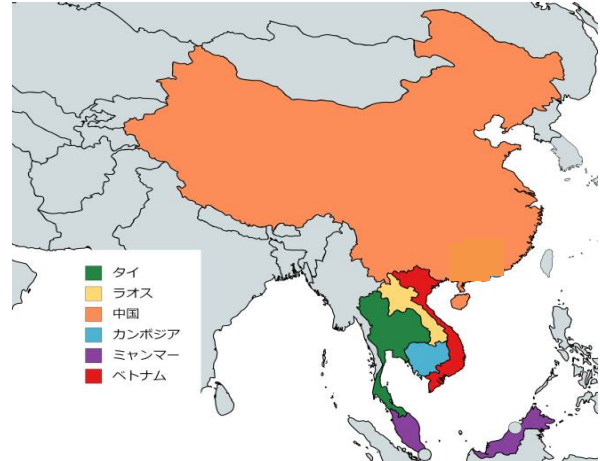 タイ
ラオス
中国
カンボジア
ミャンマー
ベトナム